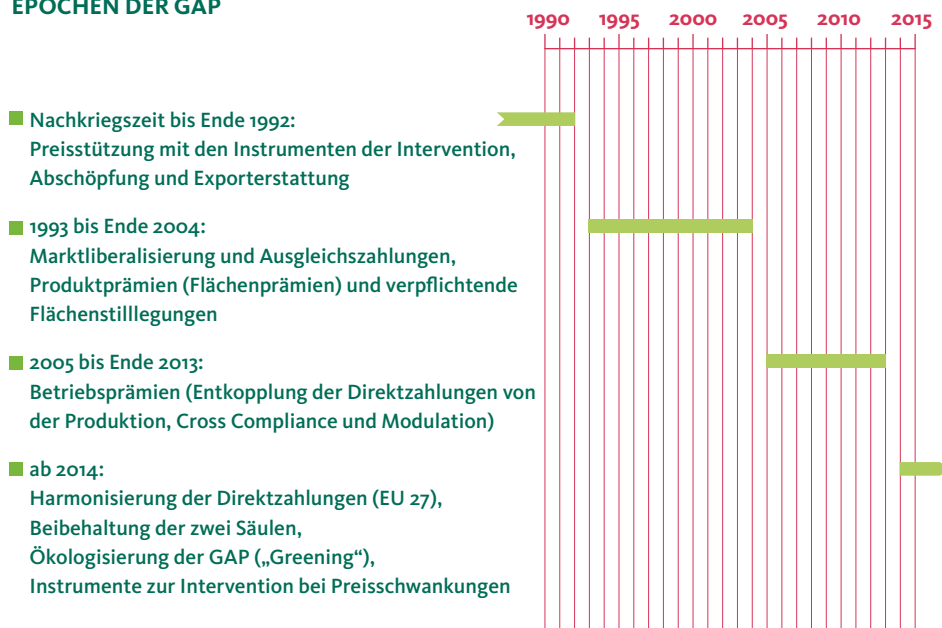 EPOCHEN DER GAP
1990 1995 2000 2005 2010 2015
Nachkriegszeit bis Ende 1992:
Preisstützung mit den Instrumenten der Intervention,
Abschöpfung und Exporterstattung
1993 bis Ende 2004:
Marktliberalisierung und Ausgleichszahlungen,
Produktprämien (Flächenprämien) und verpflichtende
Flächenstilllegungen
2005 bis Ende 2013:
Betriebsprämien (Entkopplung der Direktzahlungen von
der Produktion, Cross Compliance und Modulation)
ab 2014:
Harmonisierung der Direktzahlungen (EU 27),
Beibehaltung der zwei Säulen,
Ökologisierung der GAP („Greening“),
Instrumente zur Intervention bei Preisschwankungen